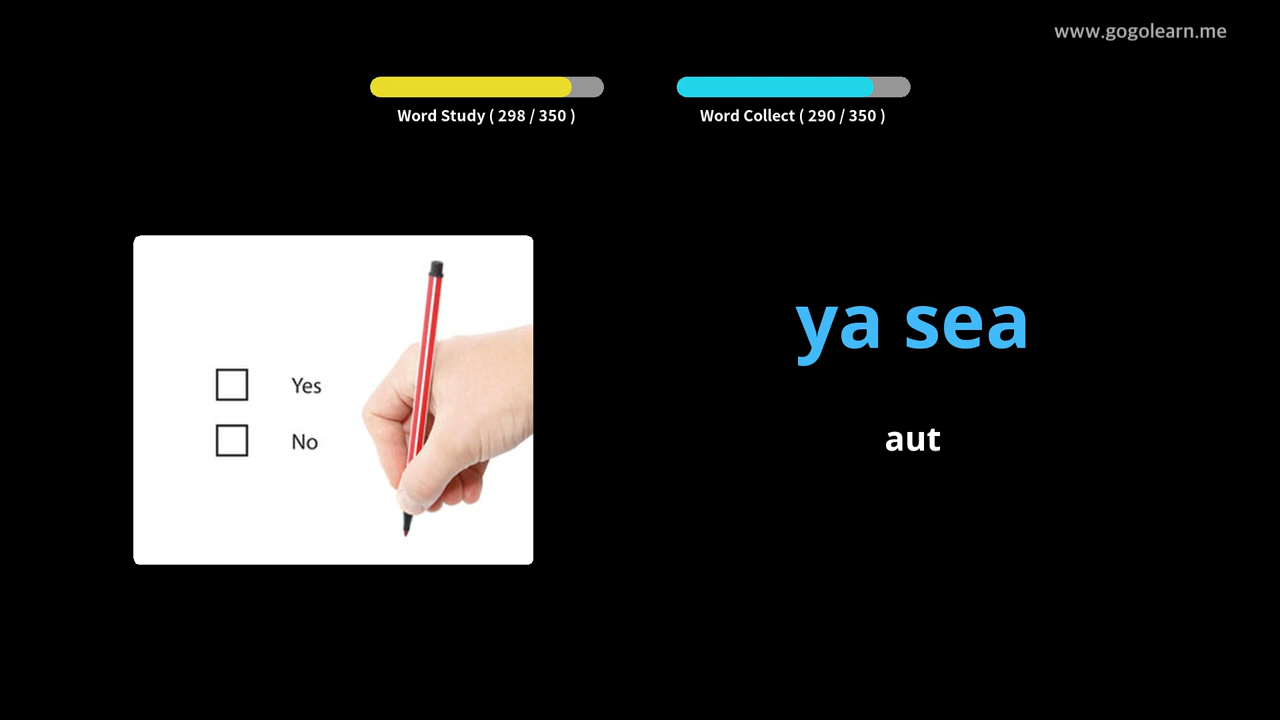 www.gogolearn.me
Word Study ( 298 / 350 )
Word Collect ( 290 / 350 )
Yes
No
ya sea
aut